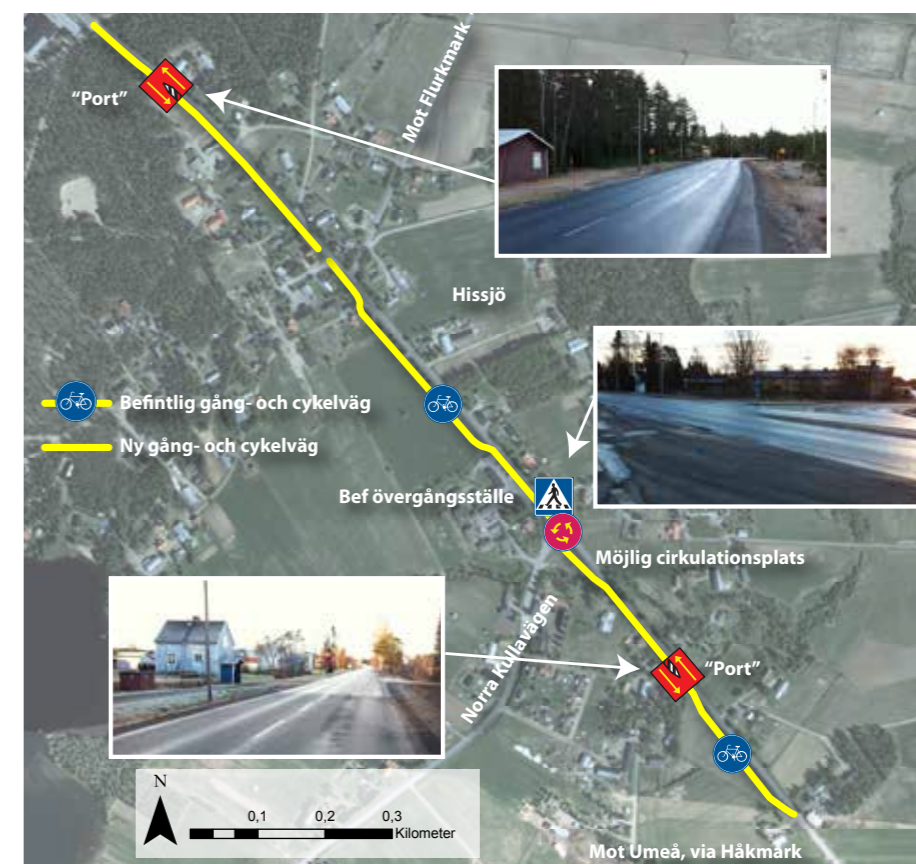 Mot Flurkmark
“Port”
Hissjö
Befintlig gång- och cykelväg
Ny gång- och cykelväg
Bef övergångsställe
Möjlig cirkulationsplats
Norra Kullavägen
“Port”
N
0,1 0,2 0,3
Kilometer
Mot Umeå, via Håkmark